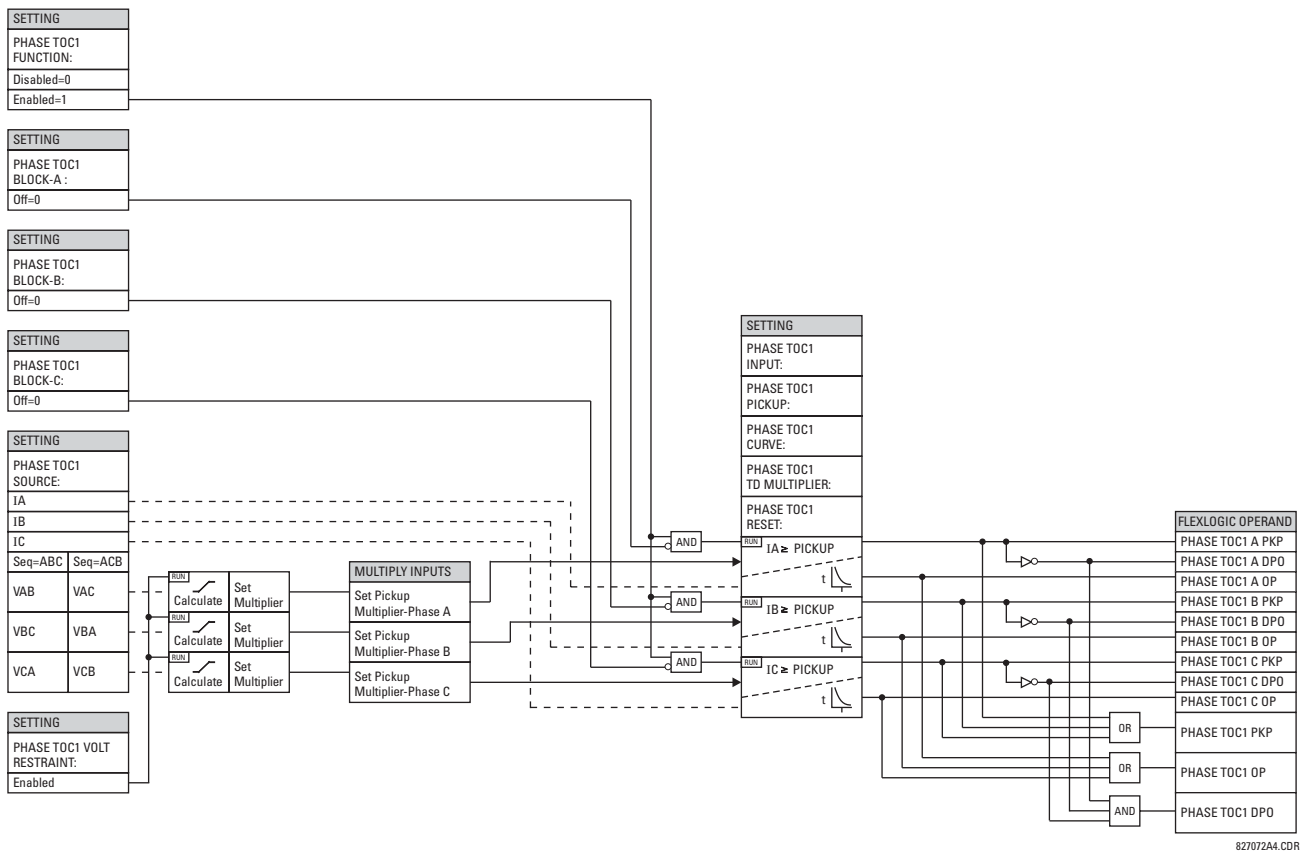 SETTING
PHASE TOC1
FUNCTION:
Disabled=0
Enabled=1
SETTING
PHASE TOC1
BLOCK-A :
Off=0
SETTING
PHASE TOC1
BLOCK-B:
Off=0
SETTING
PHASE TOC1
BLOCK-C:
Off=0
SETTING
PHASE TOC1
SOURCE:
IA
IB
IC
Seq=ABC Seq=ACB
VAB VAC
VBC VBA
VCA VCB
SETTING
PHASE TOC1 VOLT
RESTRAINT:
Enabled
RUN
Calculate
Set
Multiplier
RUN
Calculate
Set
Multiplier
RUN
Calculate
Set
Multiplier
MULTIPLY INPUTS
Set Pickup
Multiplier-Phase A
Set Pickup
Multiplier-Phase B
Set Pickup
Multiplier-Phase C
AND
AND
AND
SETTING
PHASE TOC1
INPUT:
PHASE TOC1
PICKUP:
PHASE TOC1
CURVE:
PHASE TOC1
TD MULTIPLIER:
PHASE TOC1
RESET:
RUN IA ≥ PICKUP
t
RUN IB ≥ PICKUP
t
RUN IC ≥ PICKUP
t
OR
OR
AND
FLEXLOGIC OPERAND
PHASE TOC1 A PKP
PHASE TOC1 A DPO
PHASE TOC1 A OP
PHASE TOC1 B PKP
PHASE TOC1 B DPO
PHASE TOC1 B OP
PHASE TOC1 C PKP
PHASE TOC1 C DPO
PHASE TOC1 C OP
PHASE TOC1 PKP
PHASE TOC1 OP
PHASE TOC1 DPO
827072A4.CDR